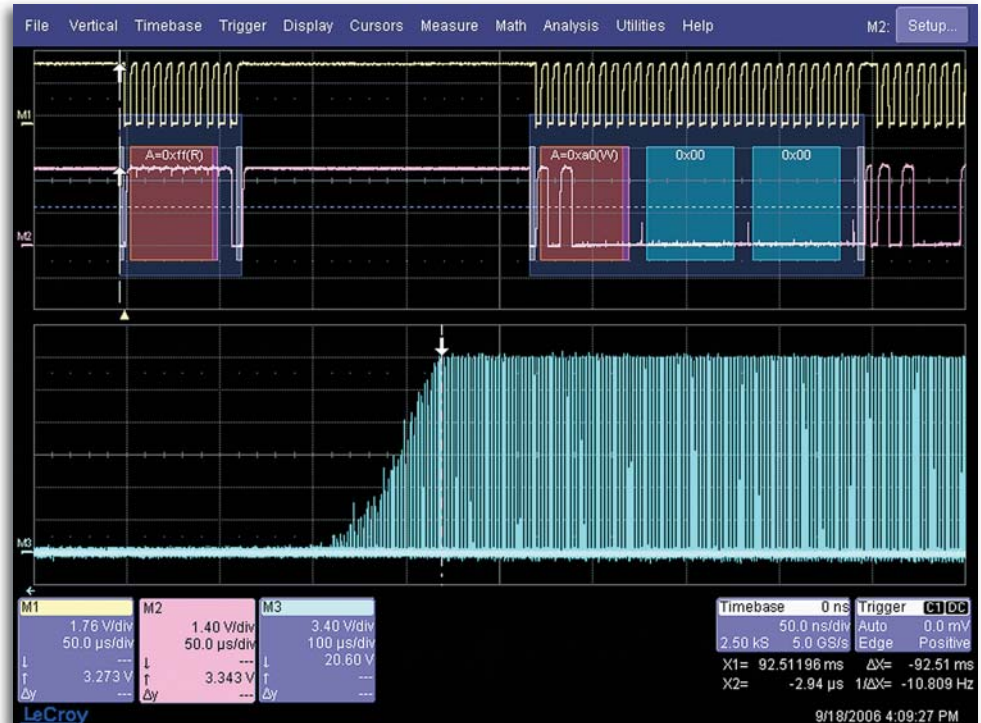 File Vertical Timebase Trigger Display Cursors Measure Math Analysis Utilities Help M2: Setup...
M1
A=0xff(R) A=0xa0(W) 0x00 0x00
M2
M3
M1 M2 M3 Timebase 0 ns Trigger C1 DC
1.76 V/div 1.40 V/div 3.40 V/div 50.0 ns/div Auto 0.0 mV
50.0 µs/div 50.0 µs/div 100 µs/div 2.50 kS 5.0 GS/s Edge Positive
--- --- 20.60 V X1= 92.51196 ms ΔX= -92.51 ms
3.273 V 3.343 V --- X2= -2.94 µs 1/ΔX= -10.809 Hz
Δy --- Δy --- Δy ---
LeCroy 9/18/2006 4:09:27 PM